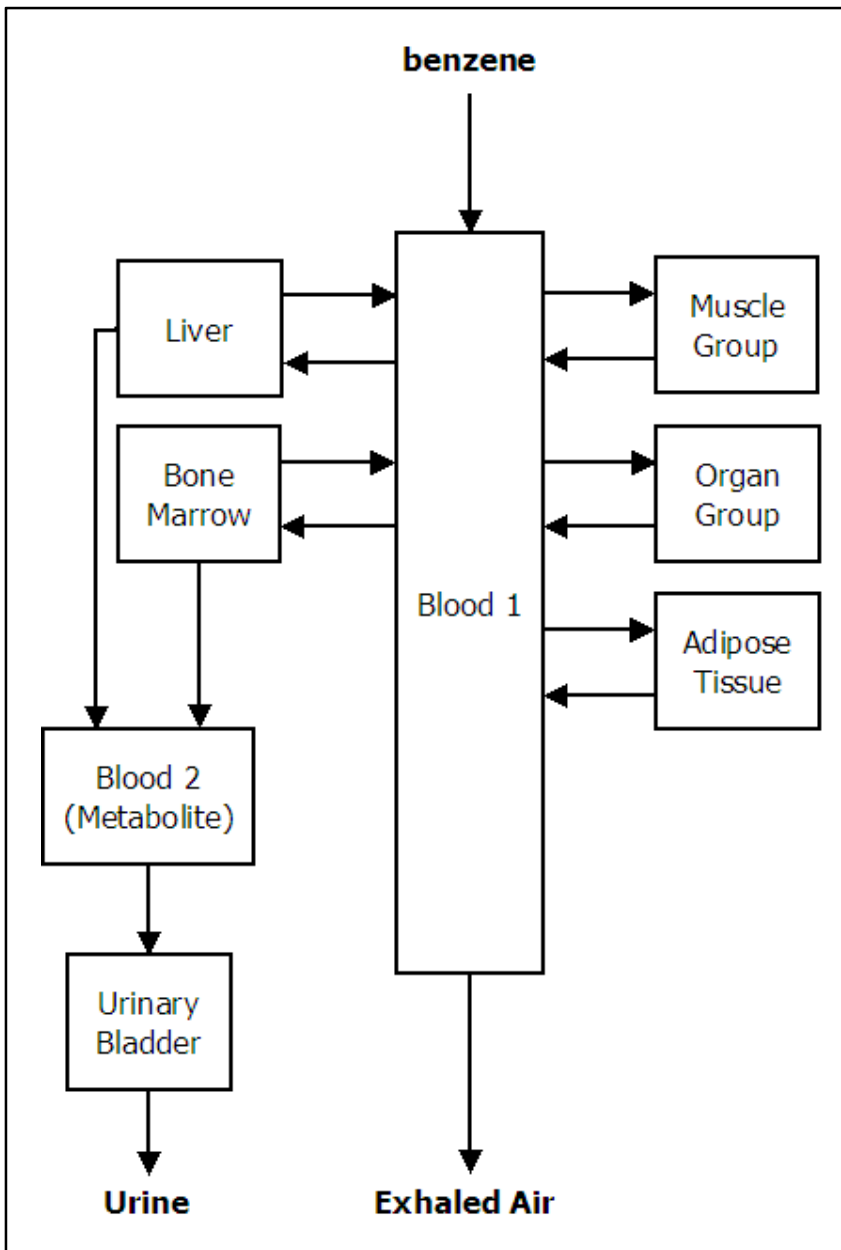 benzene
Liver
Muscle
Group
Bone
Marrow
Organ
Group
Blood 1
Adipose
Tissue
Blood 2
(Metabolite)
Urinary
Bladder
Urine
Exhaled Air